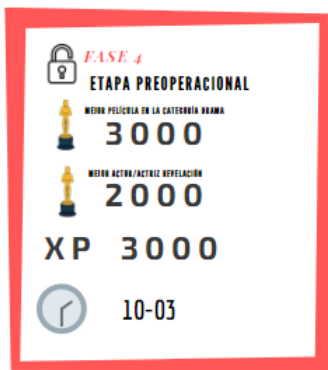 FASE 4
ETAPA PREOPERACIONAL
MEJOR PELÍCULA EN LA CATEGORÍA DRAMA
3000
MEJOR ACTOR/ACTRIZ REVELACIÓN
2000
XP 3000
10-03